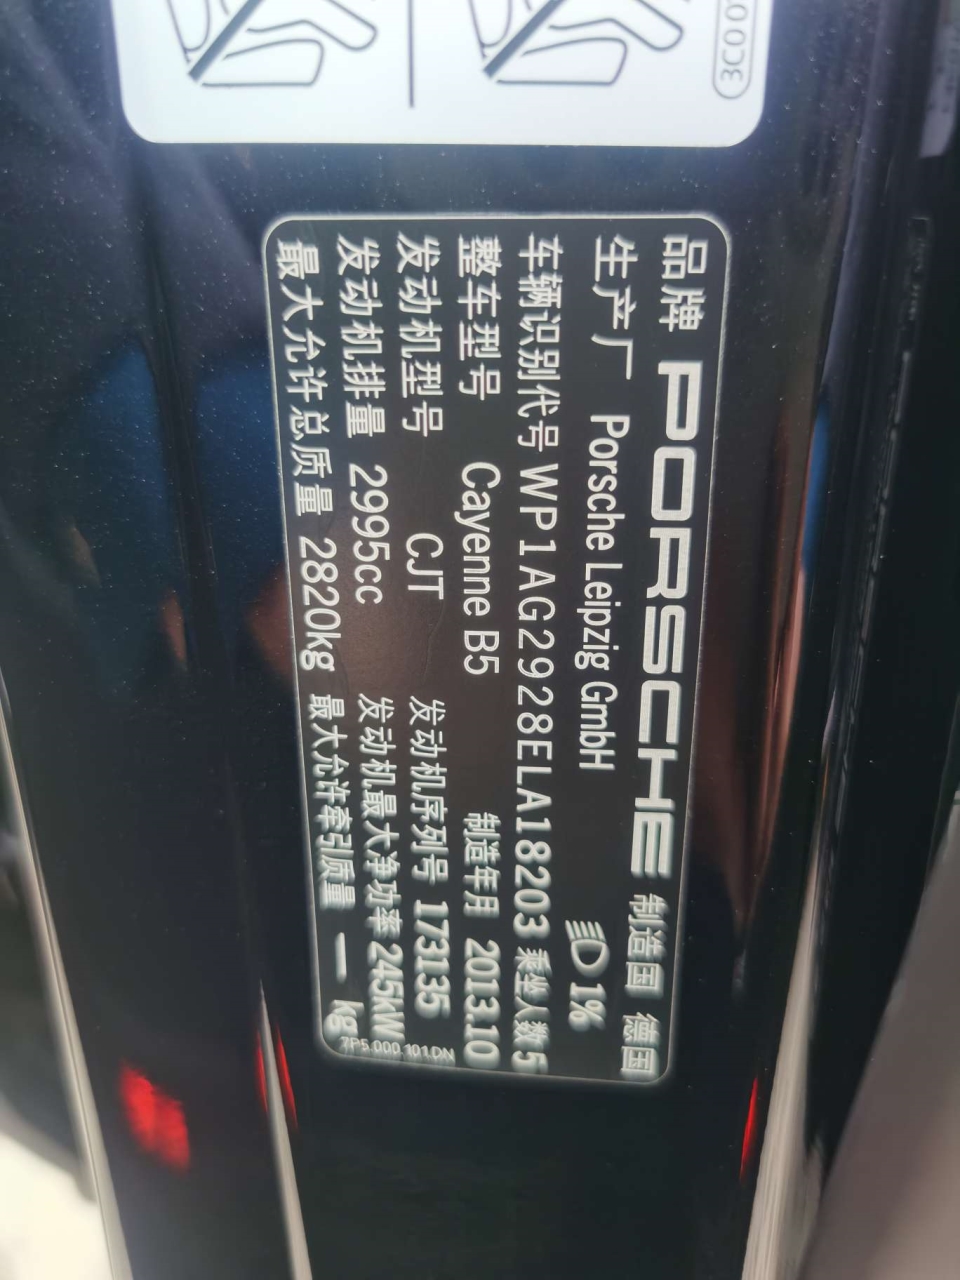 3C00
品牌 PORSCHE 制造国 德国
生产厂 Porsche Leipzig GmbH 1%
车辆识别代号 WP1AG2928ELA18203 乘坐人数 5
整车型号 Cayenne B5 制造年月 2013.10
发动机型号 CJT 发动机序列号 173135
发动机排量 2995cc 发动机最大净功率 245kW
最大允许总质量 2820kg 最大允许牵引质量 — kg
7P5.000.101.DN